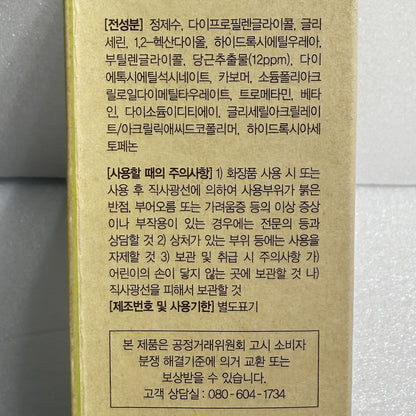 [전성분] 정제수, 다이프로필렌글라이콜, 글리
세린, 1,2-헥산다이올, 하이드록시에틸우레아,
부틸렌글라이콜, 당근추출물(12ppm), 다이
에톡시에틸석시네이트, 카보머, 소듐폴리아크
릴로일다이메틸타우레이트, 트로메타민, 베타
인, 다이소듐이디티에이, 글리세릴아크릴레이
트/아크릴릭애씨드코폴리머, 하이드록시아세
토페논
[사용할 때의 주의사항] 1) 화장품 사용 시 또는
사용 후 직사광선에 의하여 사용부위가 붉은
반점, 부어오름 또는 가려움증 등의 이상 증상
이나 부작용이 있는 경우에는 전문의 등과
상담할 것 2) 상처가 있는 부위 등에는 사용을
자제할 것 3) 보관 및 취급 시 주의사항 가)
어린이의 손이 닿지 않는 곳에 보관할 것 나)
직사광선을 피해서 보관할 것
[제조번호 및 사용기한] 별도표기
본 제품은 공정거래위원회 고시 소비자
분쟁 해결기준에 의거 교환 또는
보상받을 수 있습니다.
고객 상담실 : 080-604-1734